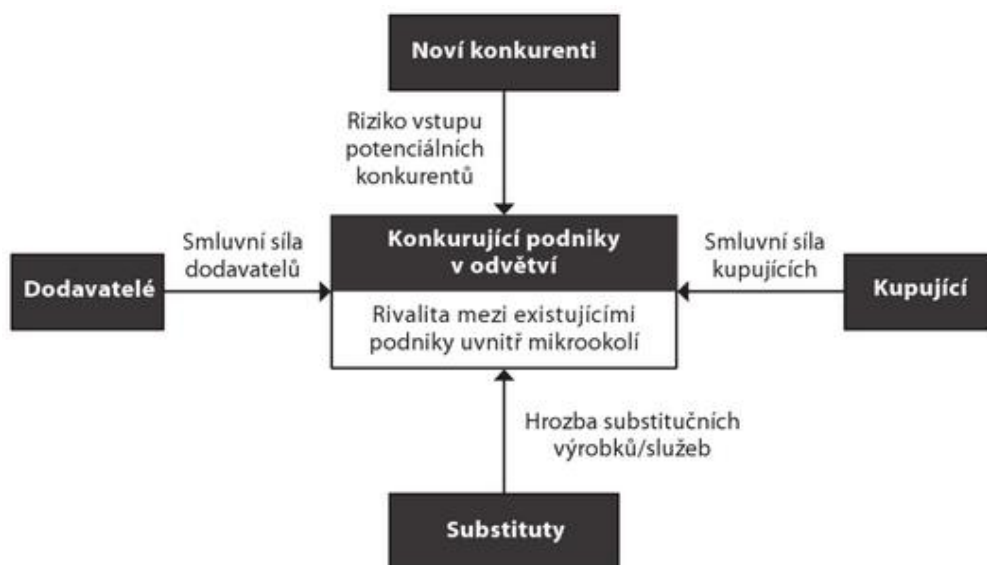 Noví konkurenti
Riziko vstupu
potenciálních
konkurentů
Konkurující podniky
v odvětví
Smluvní síla
dodavatelů
Smluvní síla
kupujících
Dodavatelé
Kupující
Rivalita mezi existujícími
podniky uvnitř mikrookolí
Hrozba substitučních
výrobků/služeb
Substituty